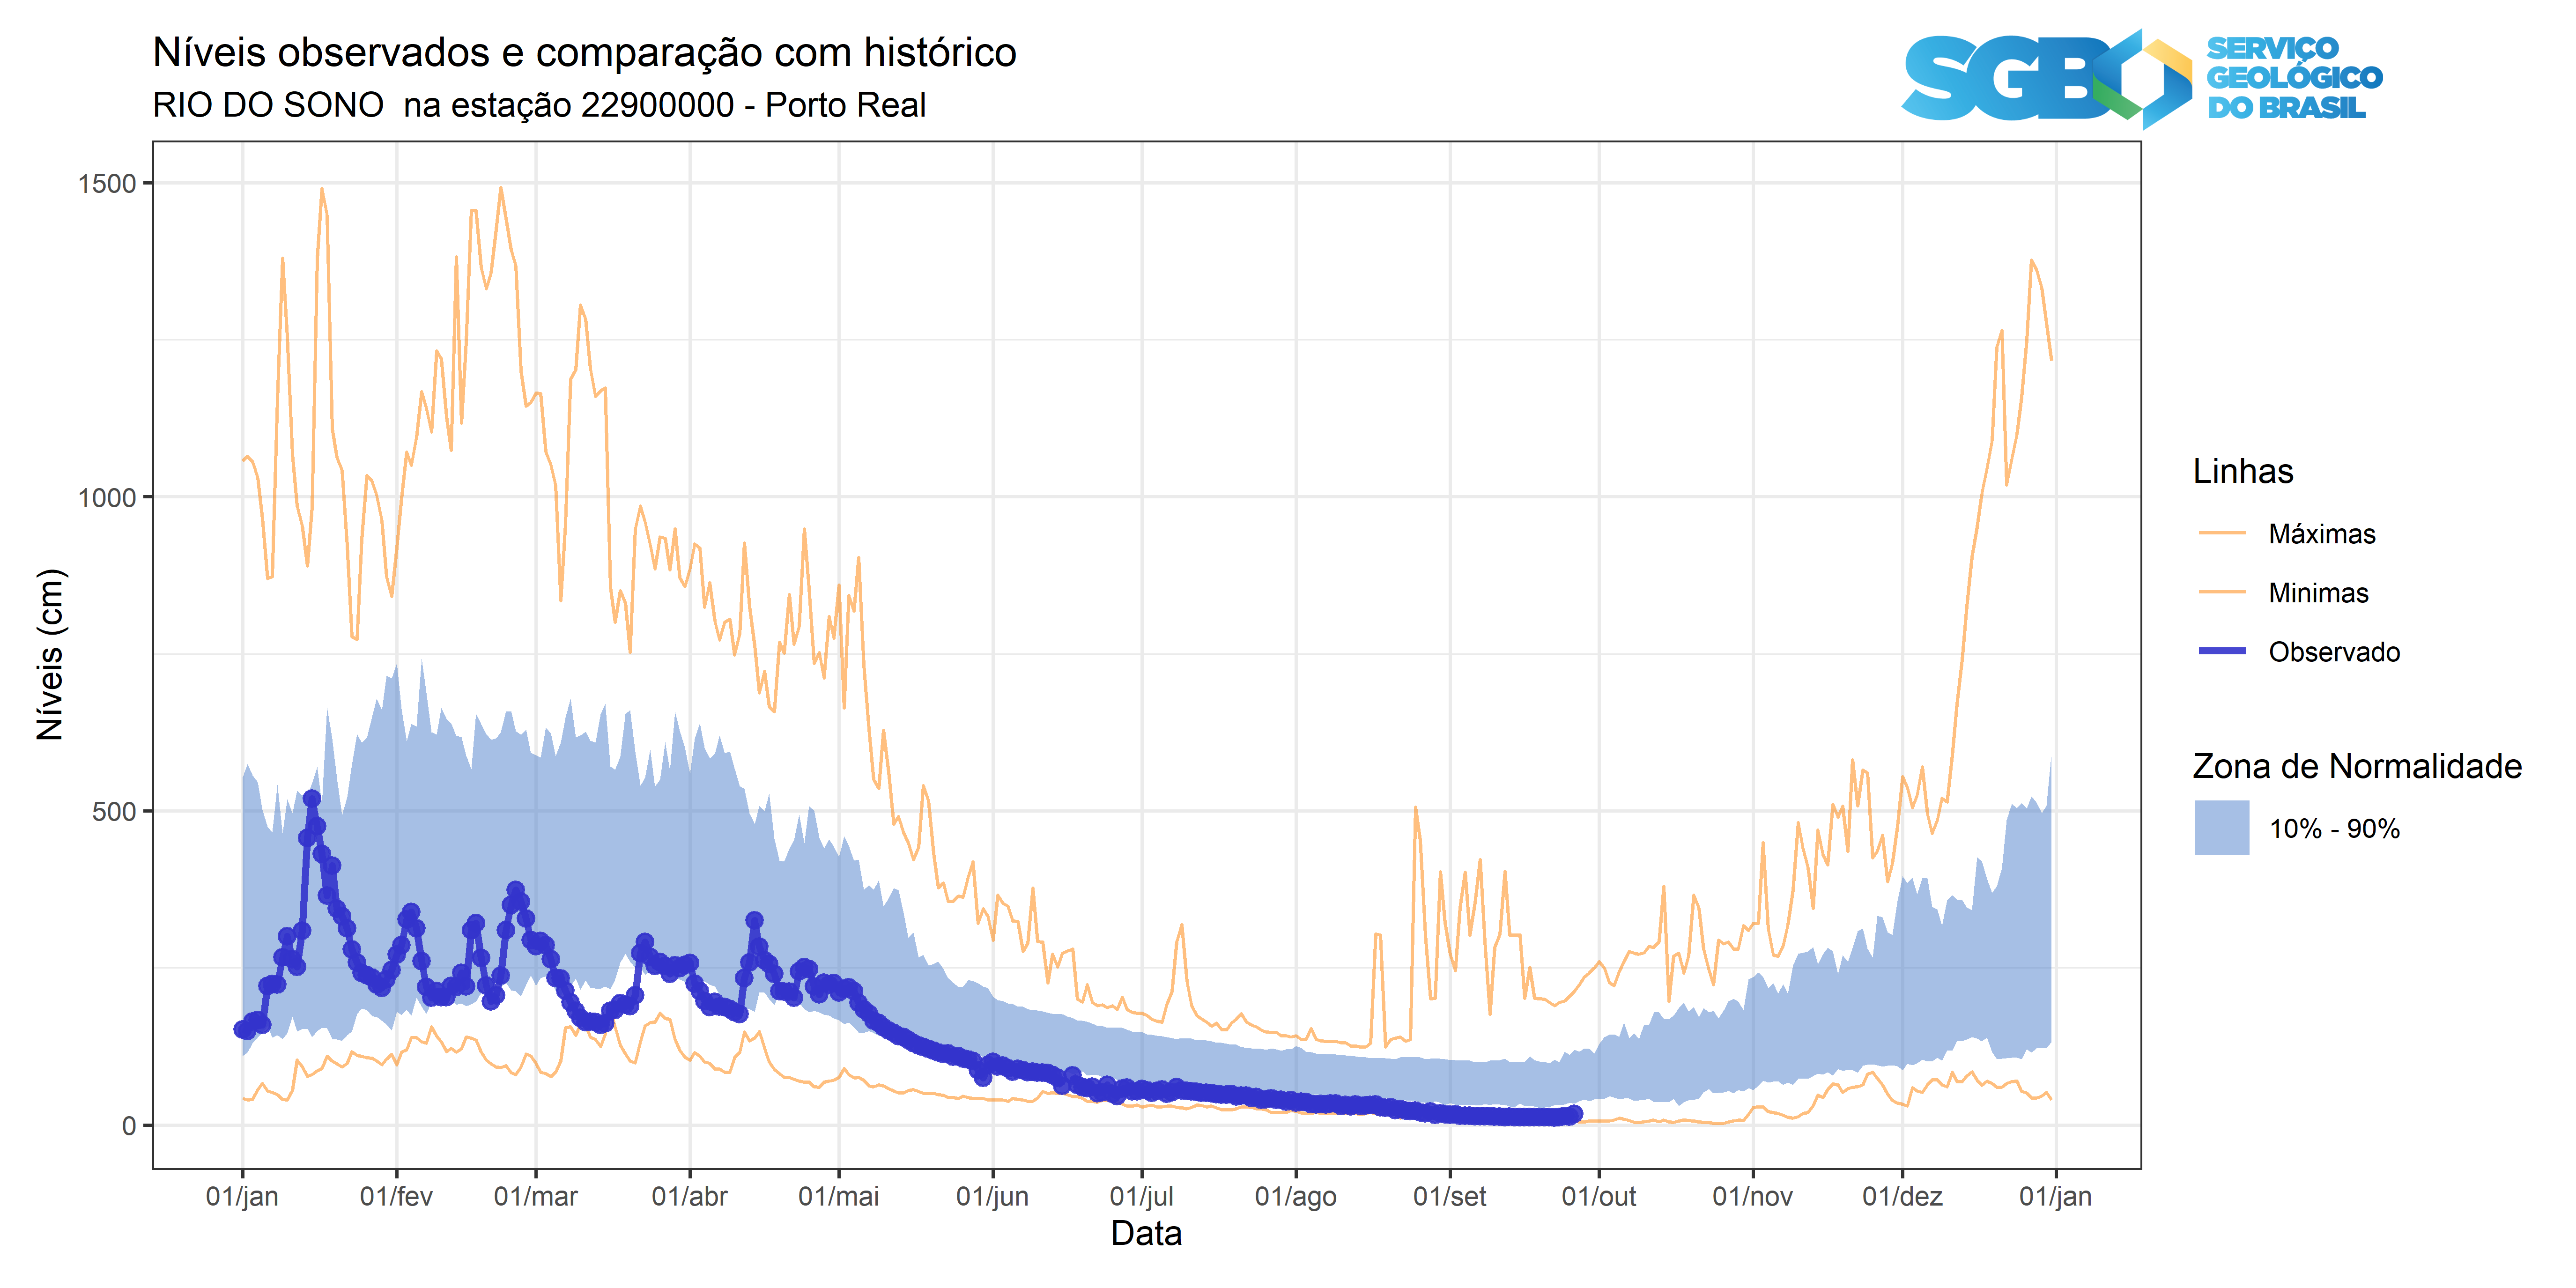 Níveis observados e comparação com histórico
RIO DO SONO  na estação 22900000 - Porto Real
SGB
SERVIÇO
GEOLÓGICO
DO BRASIL
Níveis (cm)
1500
1000
500
0
01/jan
01/fev
01/mar
01/abr
01/mai
01/jun
01/jul
01/ago
01/set
01/out
01/nov
01/dez
01/jan
Data
Linhas
Máximas
Minimas
Observado
Zona de Normalidade
10% - 90%